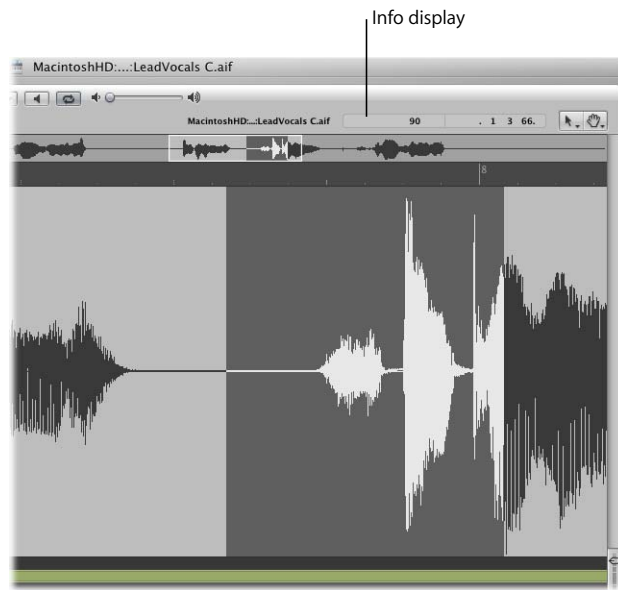 Info display
MacintoshHD:...:LeadVocals C.aif
MacintoshHD:...:LeadVocals C.aif 90 . 1 3 66.
8